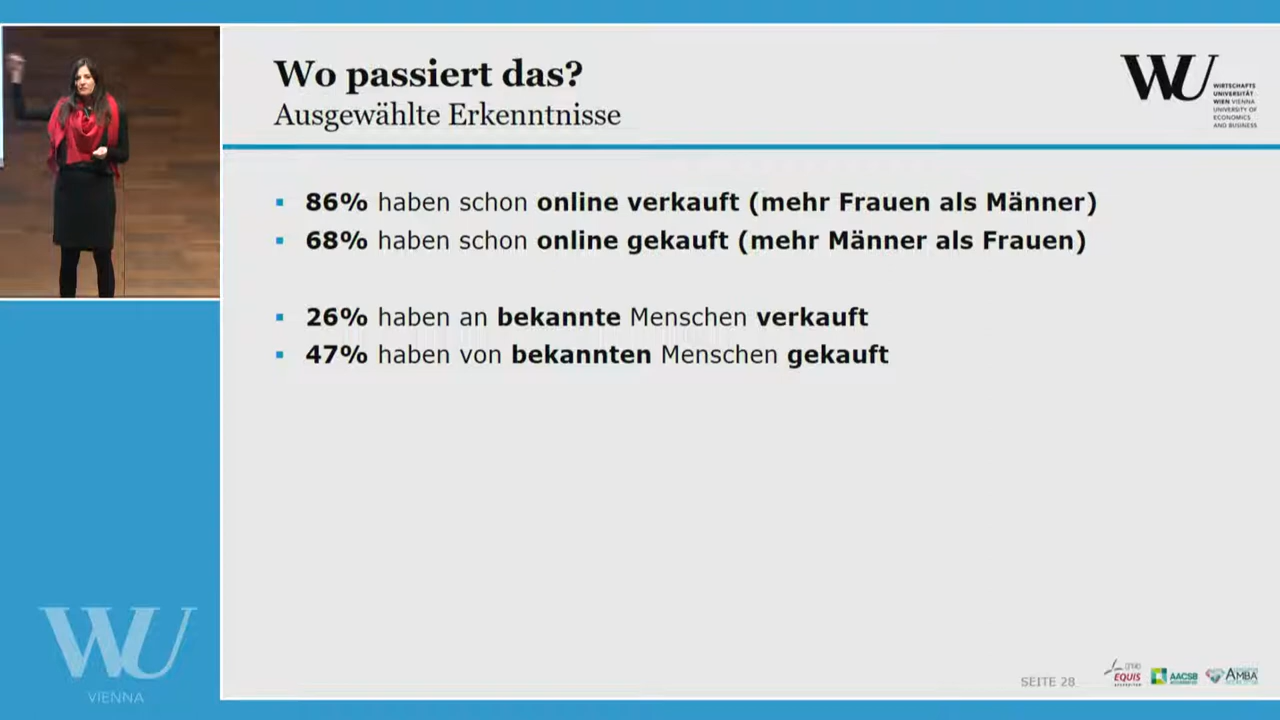 Wo passiert das?
Ausgewählte Erkenntnisse
WU
WIRTSCHAFTS
UNIVERSITÄT
WIEN VIENNA
UNIVERSITY OF
ECONOMICS
AND BUSINESS
▪ 86% haben schon online verkauft (mehr Frauen als Männer)
▪ 68% haben schon online gekauft (mehr Männer als Frauen)
▪ 26% haben an bekannte Menschen verkauft
▪ 47% haben von bekannten Menschen gekauft
WU
VIENNA
SEITE 28
EQUIS
AACSB
AMBA